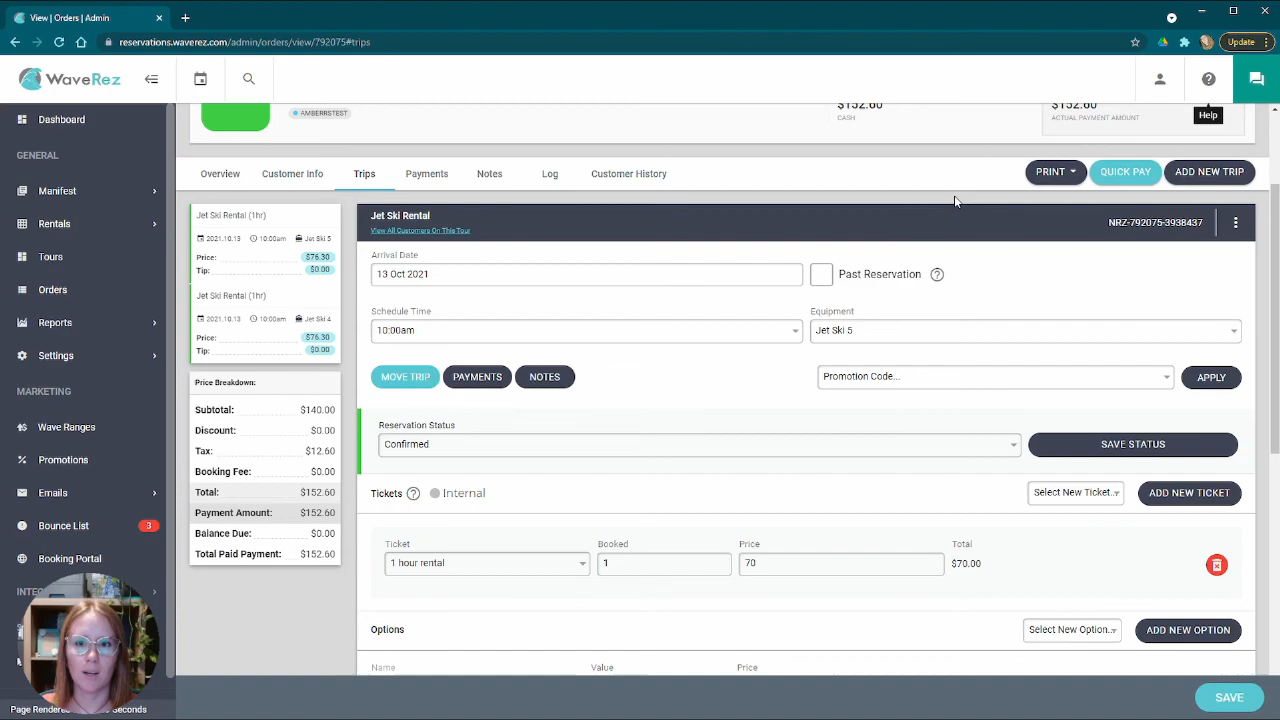 View | Orders | Admin
reservations.waverez.com/admin/orders/view/792075#trips
Update
WaveRez
AMBERRSTEST
$152.60
CASH
$152.60
ACTUAL PAYMENT AMOUNT
Help
Dashboard
GENERAL
Manifest
Rentals
Tours
Orders
Reports
Settings
MARKETING
Wave Ranges
Promotions
Emails
Bounce List
3
Booking Portal
Overview
Customer Info
Trips
Payments
Notes
Log
Customer History
PRINT
QUICK PAY
ADD NEW TRIP
Jet Ski Rental (1hr)
2021.10.13 10:00am Jet Ski 5
Price: $76.30
Tip: $0.00
Jet Ski Rental (1hr)
2021.10.13 10:00am Jet Ski 4
Price: $76.30
Tip: $0.00
Price Breakdown:
Subtotal: $140.00
Discount: $0.00
Tax: $12.60
Booking Fee: $0.00
Total: $152.60
Payment Amount: $152.60
Balance Due: $0.00
Total Paid Payment: $152.60
Jet Ski Rental
View All Customers On This Tour
NRZ-792075-3938437
Arrival Date
13 Oct 2021
Past Reservation
Schedule Time
10:00am
Equipment
Jet Ski 5
MOVE TRIP
PAYMENTS
NOTES
Promotion Code...
APPLY
Reservation Status
Confirmed
SAVE STATUS
Tickets
Internal
Select New Ticket...
ADD NEW TICKET
Ticket
Booked
Price
Total
1 hour rental
1
70
$70.00
Options
Select New Option...
ADD NEW OPTION
Name
Value
Price
SAVE